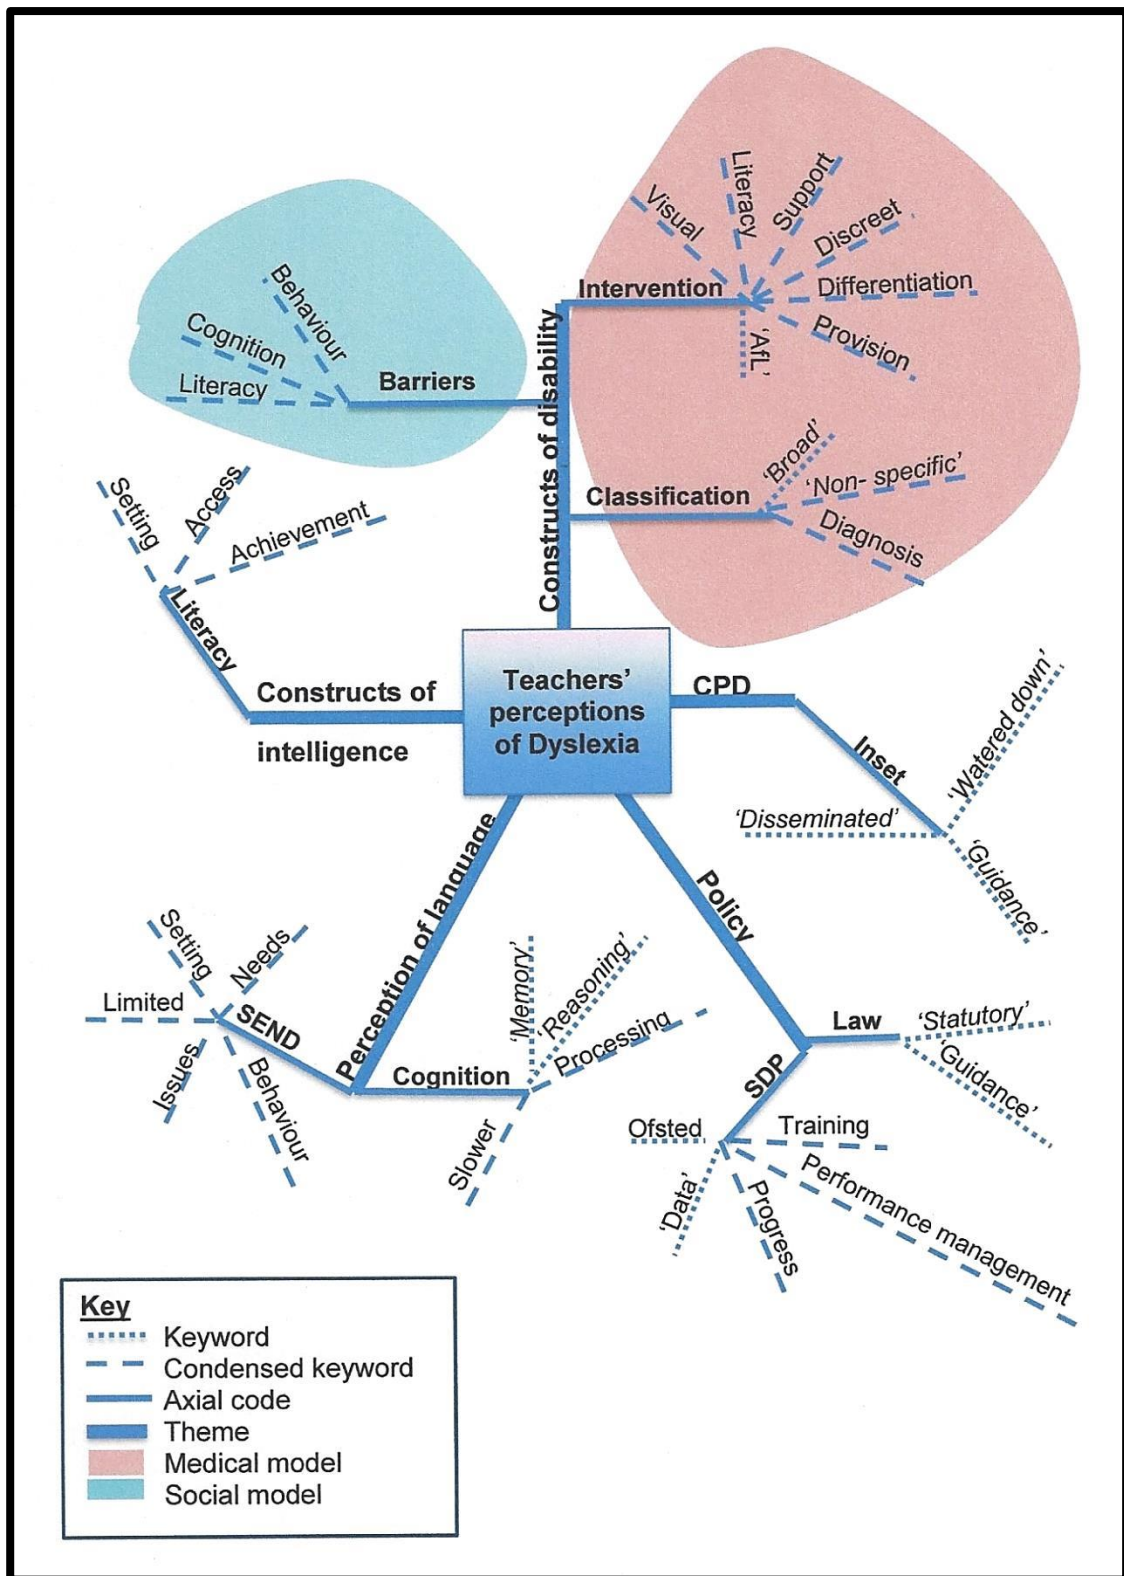 Visual
Literacy
Support
Discreet
Differentiation
Provision
'AfL'
Intervention
Behaviour
Cognition
Literacy
Barriers
Constructs of disability
Classification
'Broad'
'Non- specific'
Diagnosis
Setting
Access
Achievement
Literacy
Constructs of
intelligence
Teachers'
perceptions
of Dyslexia
CPD
Inset
'Watered down'
'Disseminated'
'Guidance'
Perception of language
Policy
Setting
Needs
Limited
SEND
Issues
Behaviour
Cognition
'Memory'
'Reasoning'
Processing
Slower
Law
'Statutory'
'Guidance'
SDP
Ofsted
Training
'Data'
Progress
Performance management
Key
Keyword
Condensed keyword
Axial code
Theme
Medical model
Social model